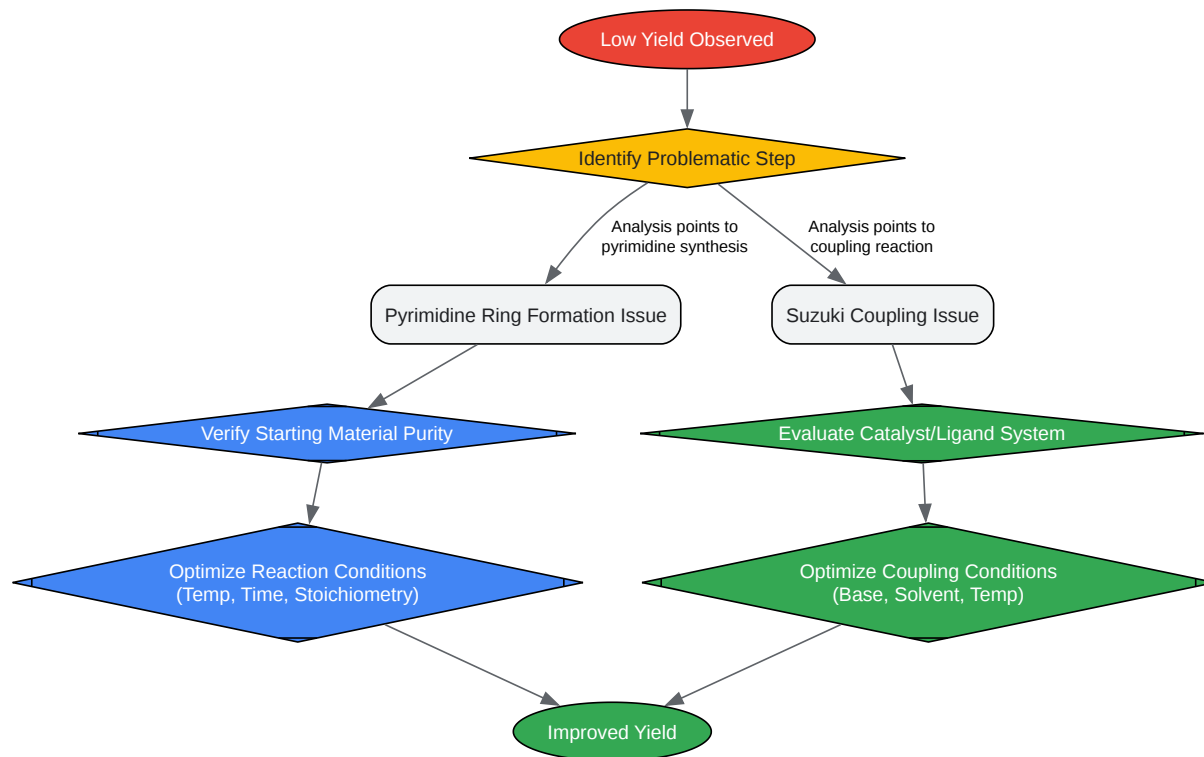 Low Yield Observed
Identify Problematic Step
Analysis points to
pyrimidine synthesis
Analysis points to
coupling reaction
Pyrimidine Ring Formation Issue
Suzuki Coupling Issue
Verify Starting Material Purity
Evaluate Catalyst/Ligand System
Optimize Reaction Conditions
(Temp, Time, Stoichiometry)
Optimize Coupling Conditions
(Base, Solvent, Temp)
Improved Yield